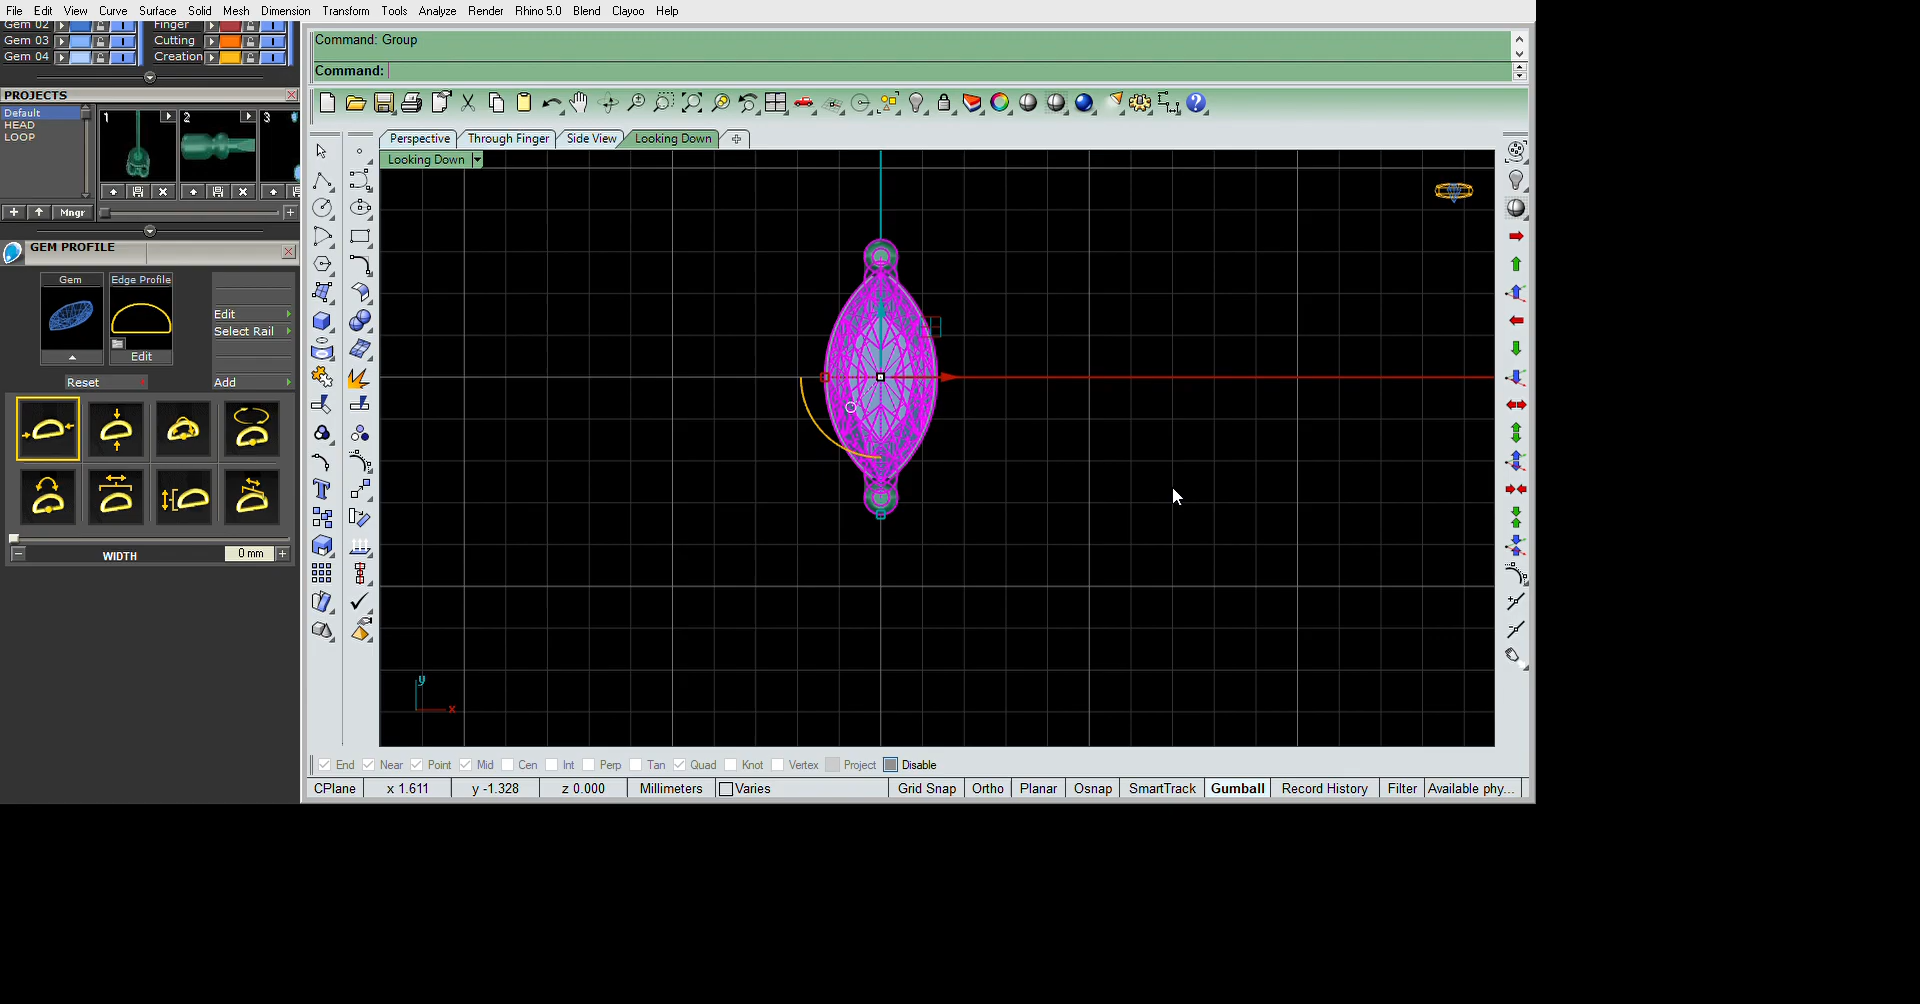 File Edit View Curve Surface Solid Mesh Dimension Transform Tools Analyze Render Rhino 5.0 Blend Clayoo Help
Gem 02 Finger
Gem 03 Cutting
Gem 04 Creation
Command: Group
Command:
PROJECTS
Default
HEAD
LOOP
1 2 3
Mngr
Perspective Through Finger Side View Looking Down
Looking Down
GEM PROFILE
Gem Edge Profile
Edit
Select Rail
Edit
Reset Add
WIDTH 0 mm
y
x
End Near Point Mid Cen Int Perp Tan Quad Knot Vertex Project Disable
CPlane x 1.611 y -1.328 z 0.000 Millimeters Varies Grid Snap Ortho Planar Osnap SmartTrack Gumball Record History Filter Available phy...